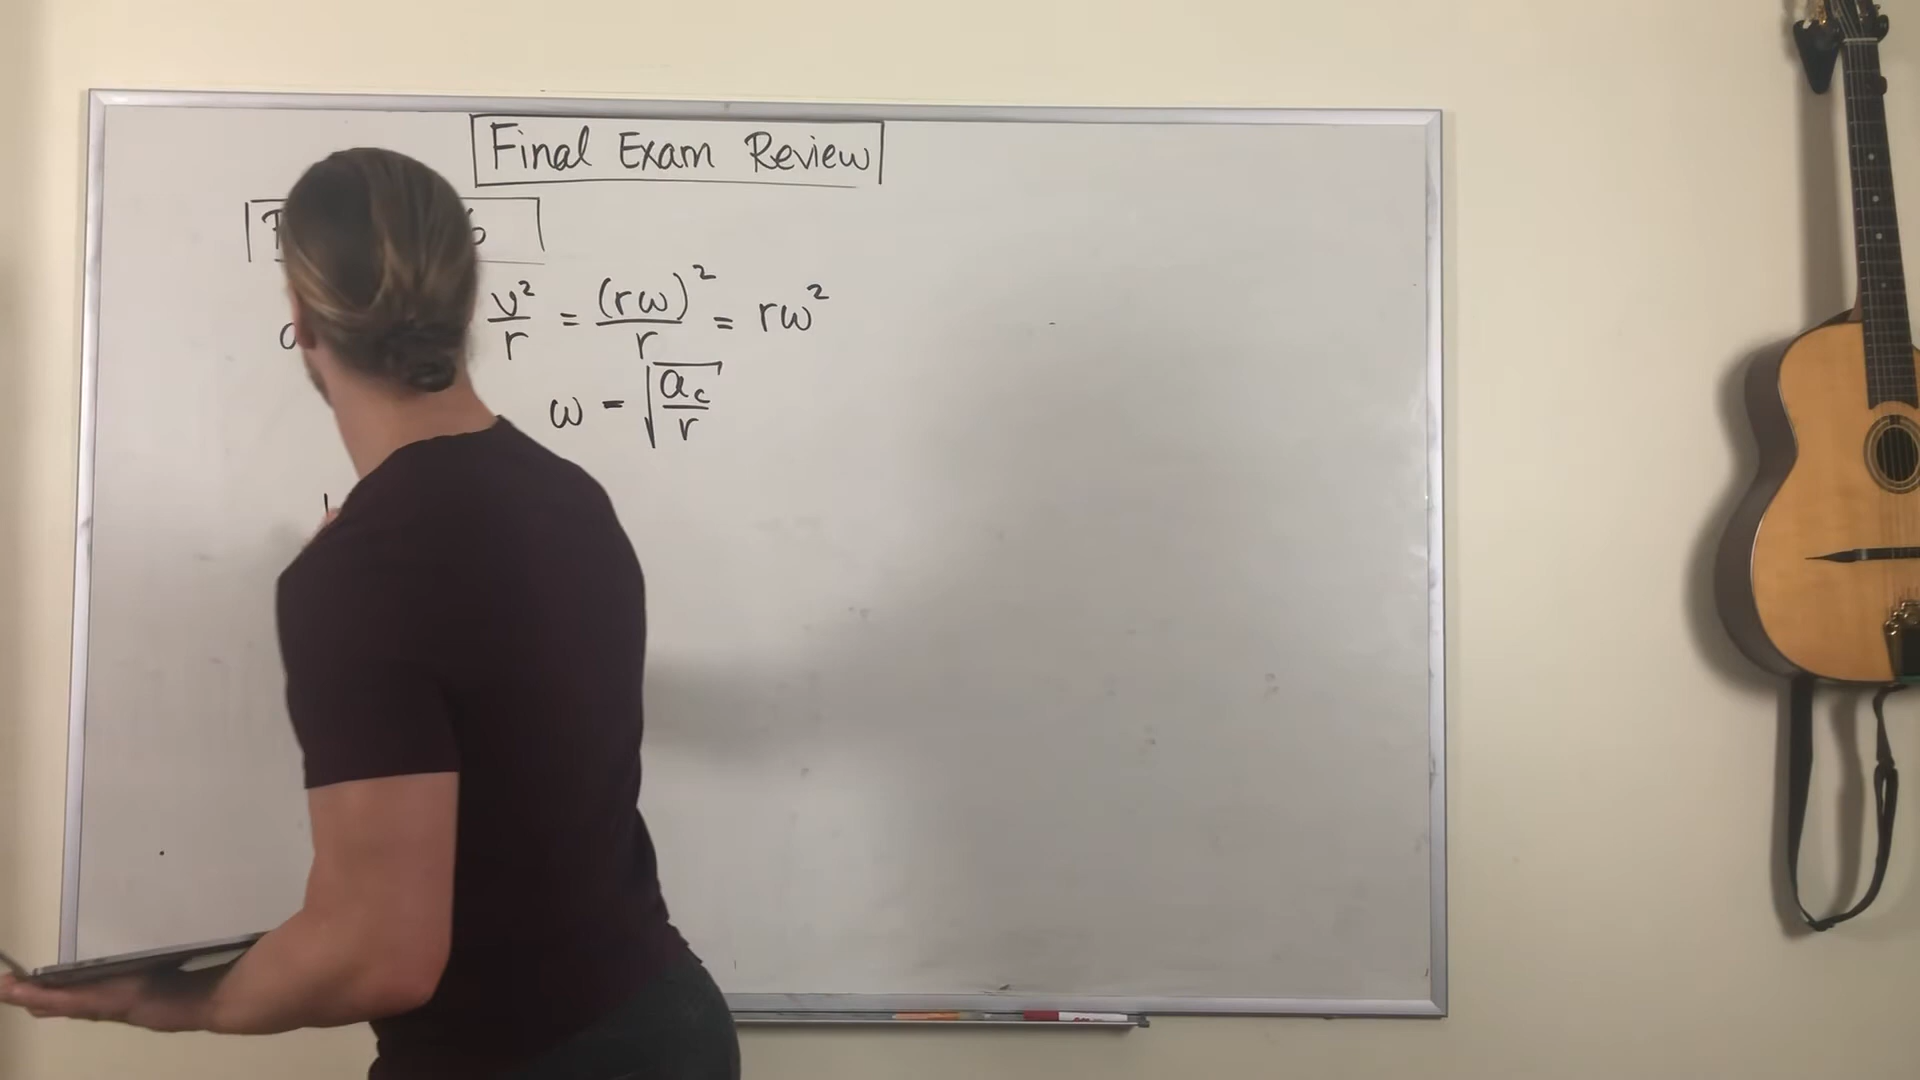 Final Exam Review
v²/r = (rω)²/r = rω²
ω = √(a_c/r)